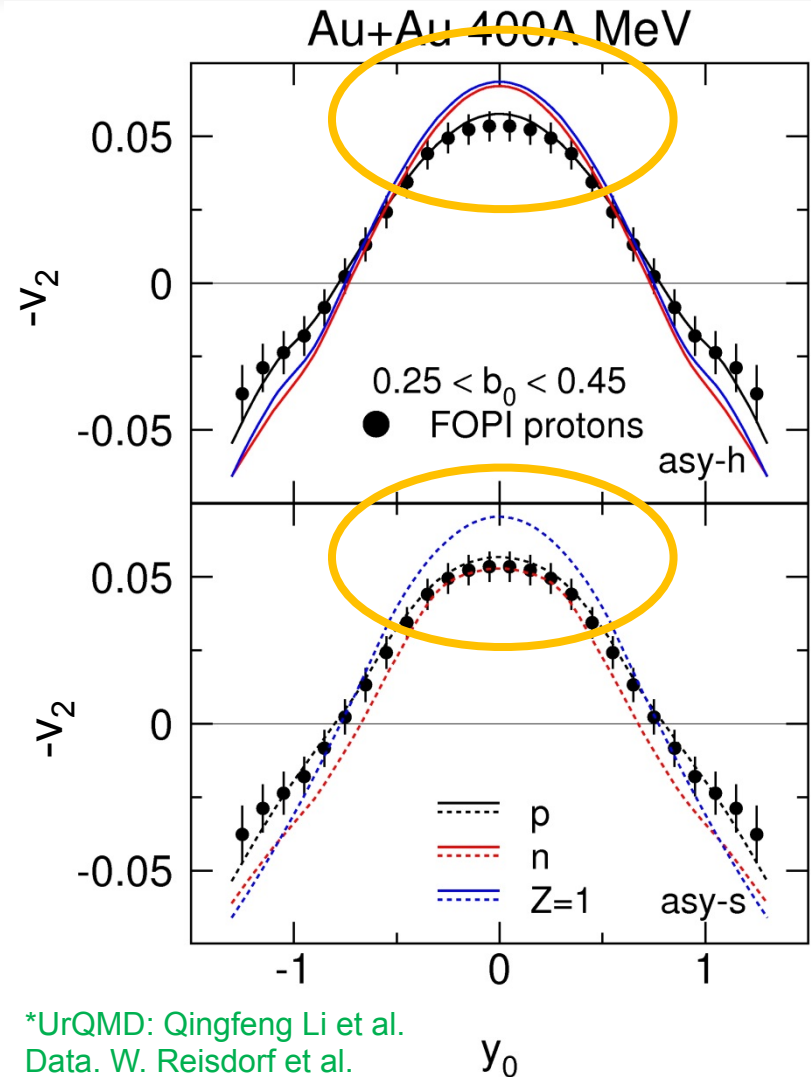 Au+Au 400A MeV
0.05
0
-0.05
-v2
0.25 < b0 < 0.45
FOPI protons
asy-h
0.05
0
-0.05
-v2
p
n
Z=1
asy-s
-1 0 1
y0
*UrQMD: Qingfeng Li et al.
Data. W. Reisdorf et al.